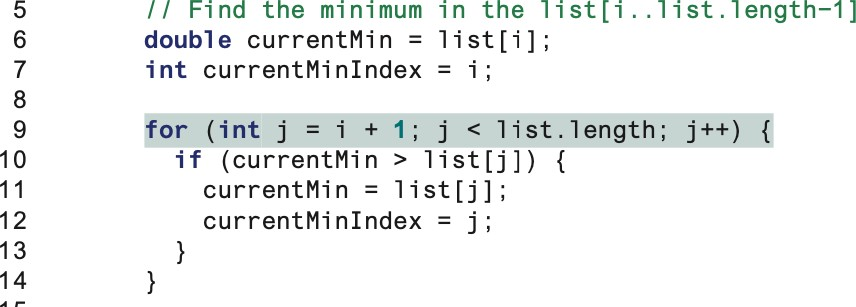 5 // Find the minimum in the list[i..list.length-1]
6 double currentMin = list[i];
7 int currentMinIndex = i;
8
9 for (int j = i + 1; j < list.length; j++) {
10 if (currentMin > list[j]) {
11 currentMin = list[j];
12 currentMinIndex = j;
13 }
14 }